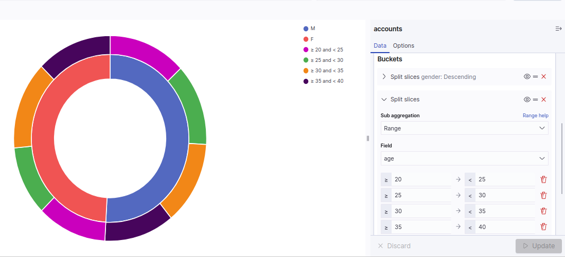 M
F
≥ 20 and < 25
≥ 25 and < 30
≥ 30 and < 35
≥ 35 and < 40
accounts
Data Options
Buckets
Split slices gender: Descending
Split slices
Sub aggregation Range help
Range
Field
age
≥ 20 → < 25
≥ 25 → < 30
≥ 30 → < 35
≥ 35 → < 40
Discard Update